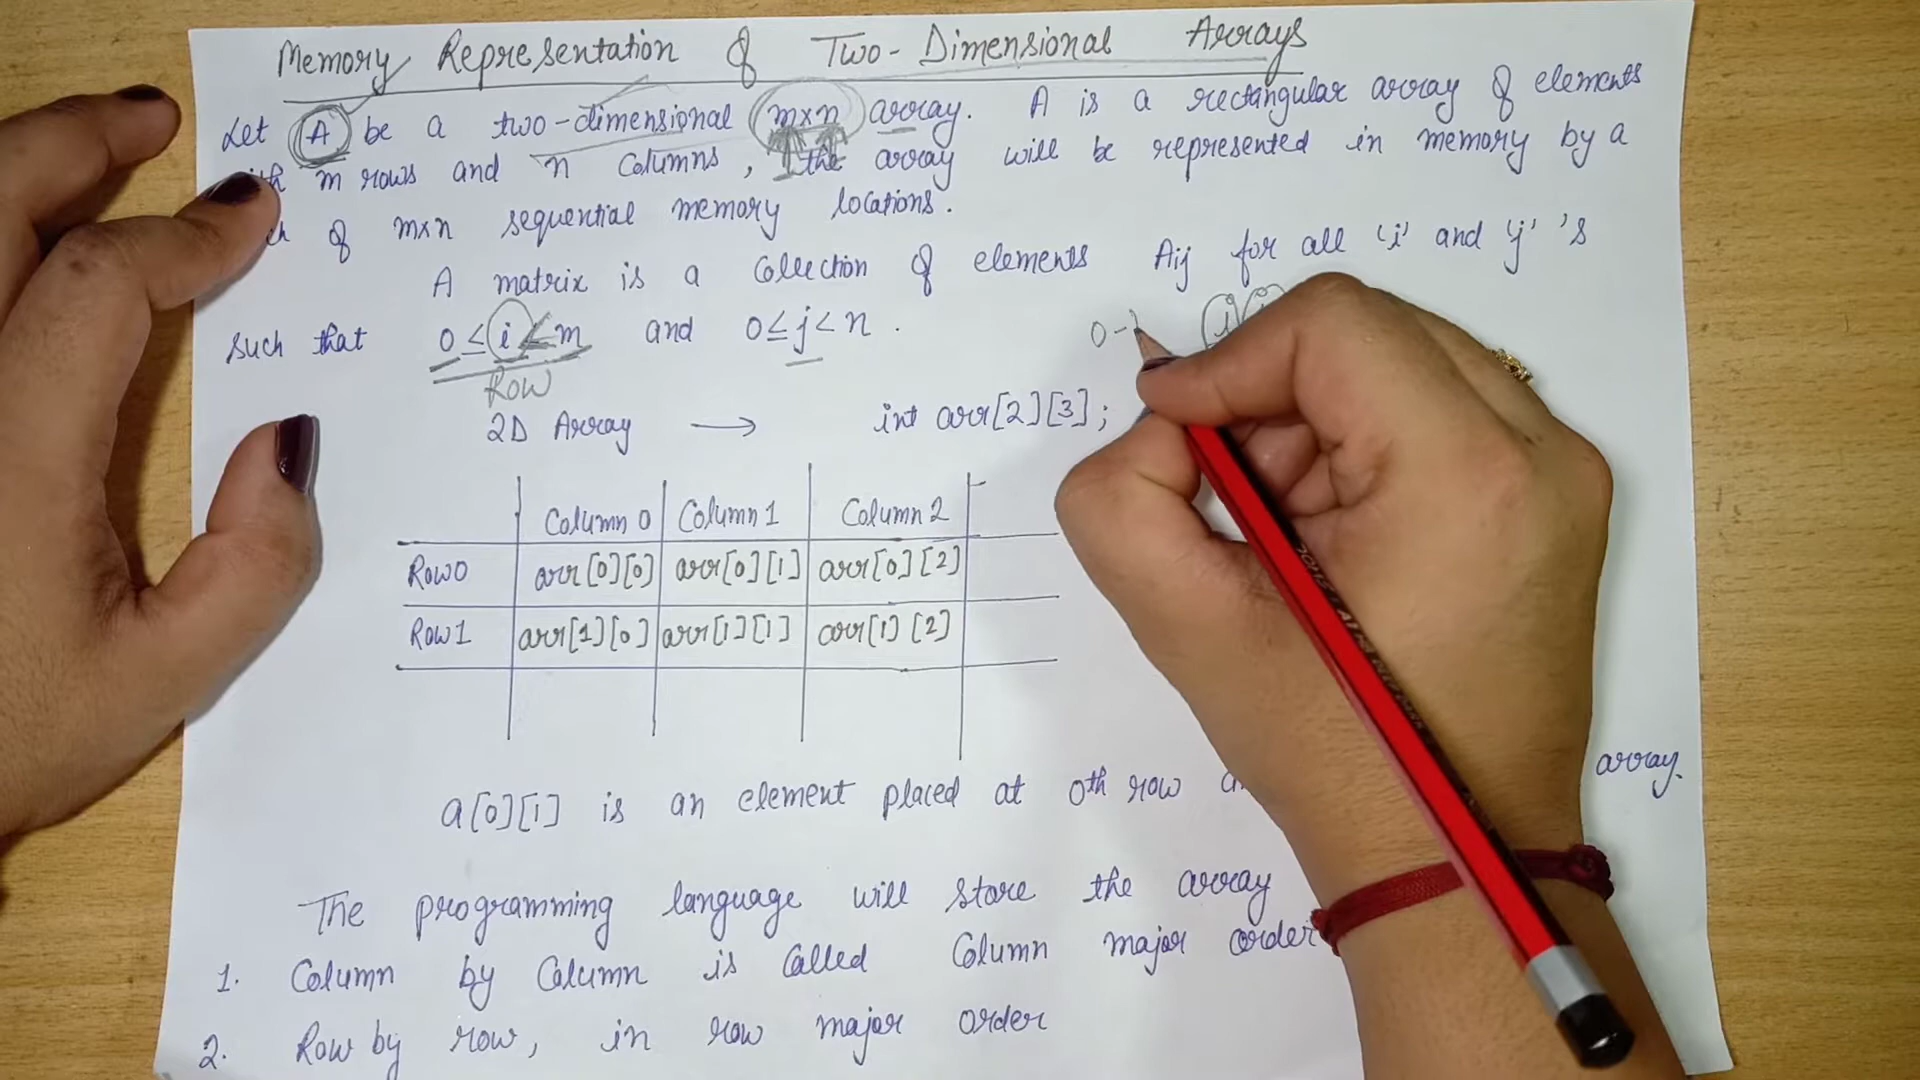 Memory Representation of Two-Dimensional Arrays
Let A be a two-dimensional m×n array. A is a rectangular array of elements
m rows and n columns, the array will be represented in memory by a
of m×n sequential memory locations.
A matrix is a collection of elements Aij for all 'i' and 'j' 's
such that 0 ≤ i < m and 0 ≤ j < n .
Row
2D Array → int arr[2][3];
Column 0 Column 1 Column 2
Row0 arr[0][0] arr[0][1] arr[0][2]
Row1 arr[1][0] arr[1][1] arr[1][2]
a[0][1] is an element placed at 0th row array.
The programming language will store the array
1. Column by Column is called Column major order
2. Row by row, in row major order